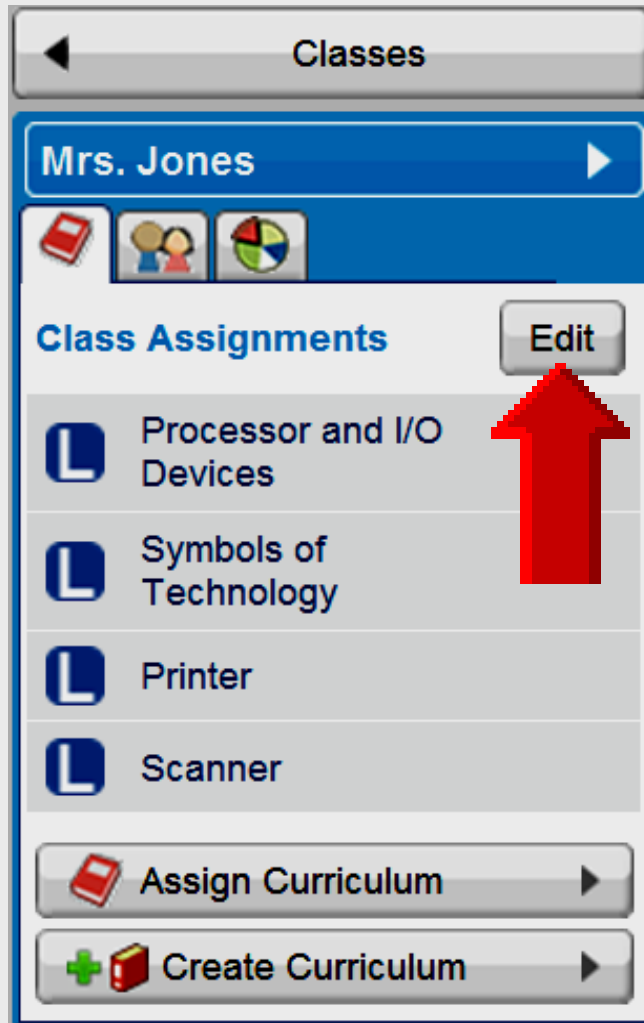 Classes
Mrs. Jones
Class Assignments
Edit
L
Processor and I/O
Devices
L
Symbols of
Technology
L
Printer
L
Scanner
Assign Curriculum
Create Curriculum